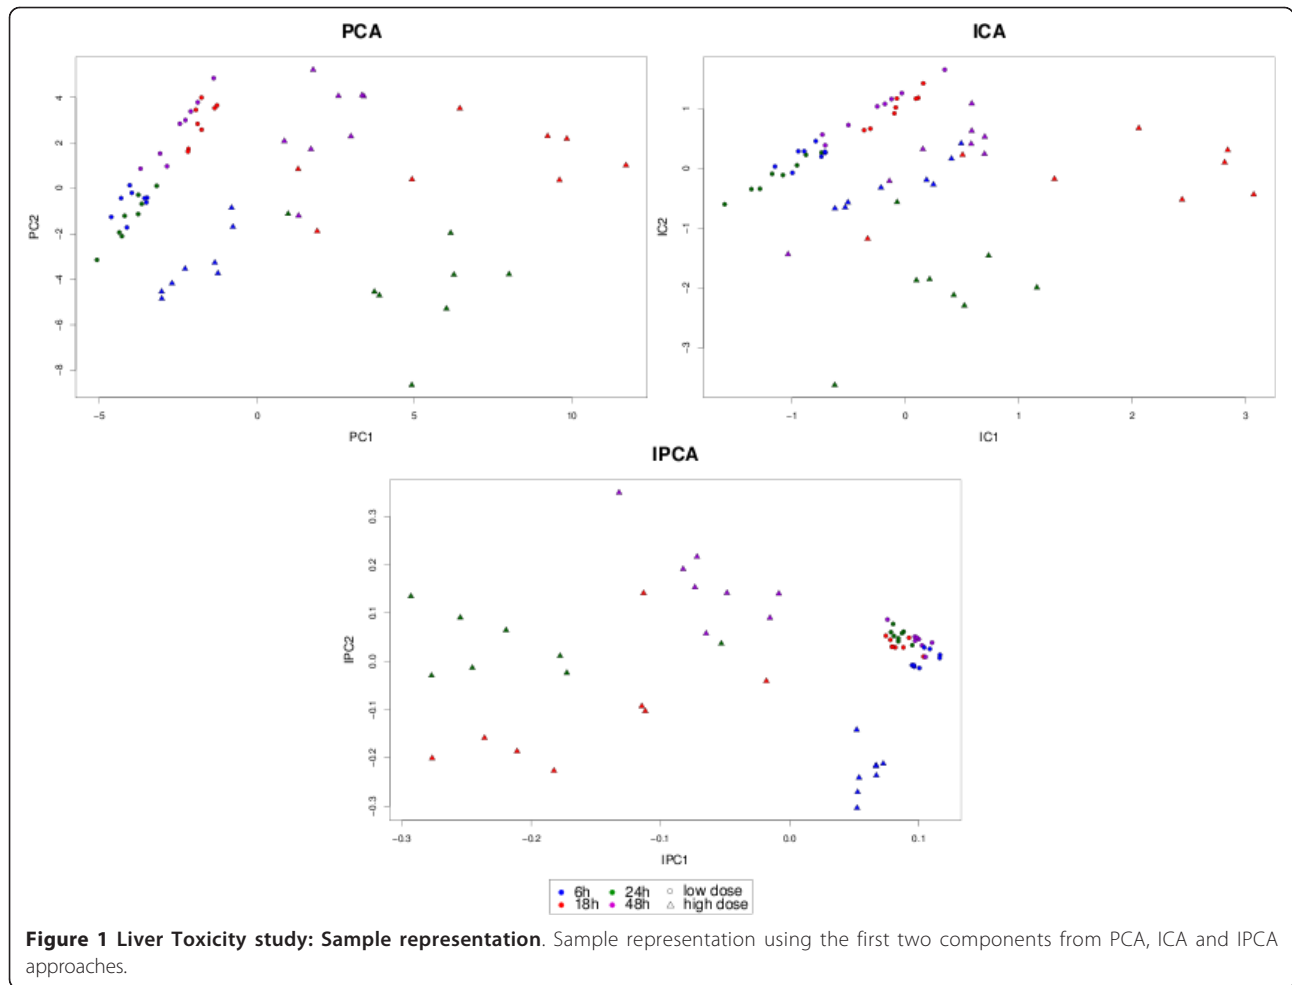 PCA
4
2
0
−2
−4
−6
−8
PC2
−5
0
5
10
PC1
ICA
1
0
−1
−2
−3
IC2
−1
0
1
2
3
IC1
IPCA
0.3
0.2
0.1
0.0
−0.1
−0.2
−0.3
IPC2
−0.3
−0.2
−0.1
0.0
0.1
IPC1
6h 24h low dose
18h 48h high dose
Figure 1 Liver Toxicity study: Sample representation. Sample representation using the first two components from PCA, ICA and IPCA
approaches.